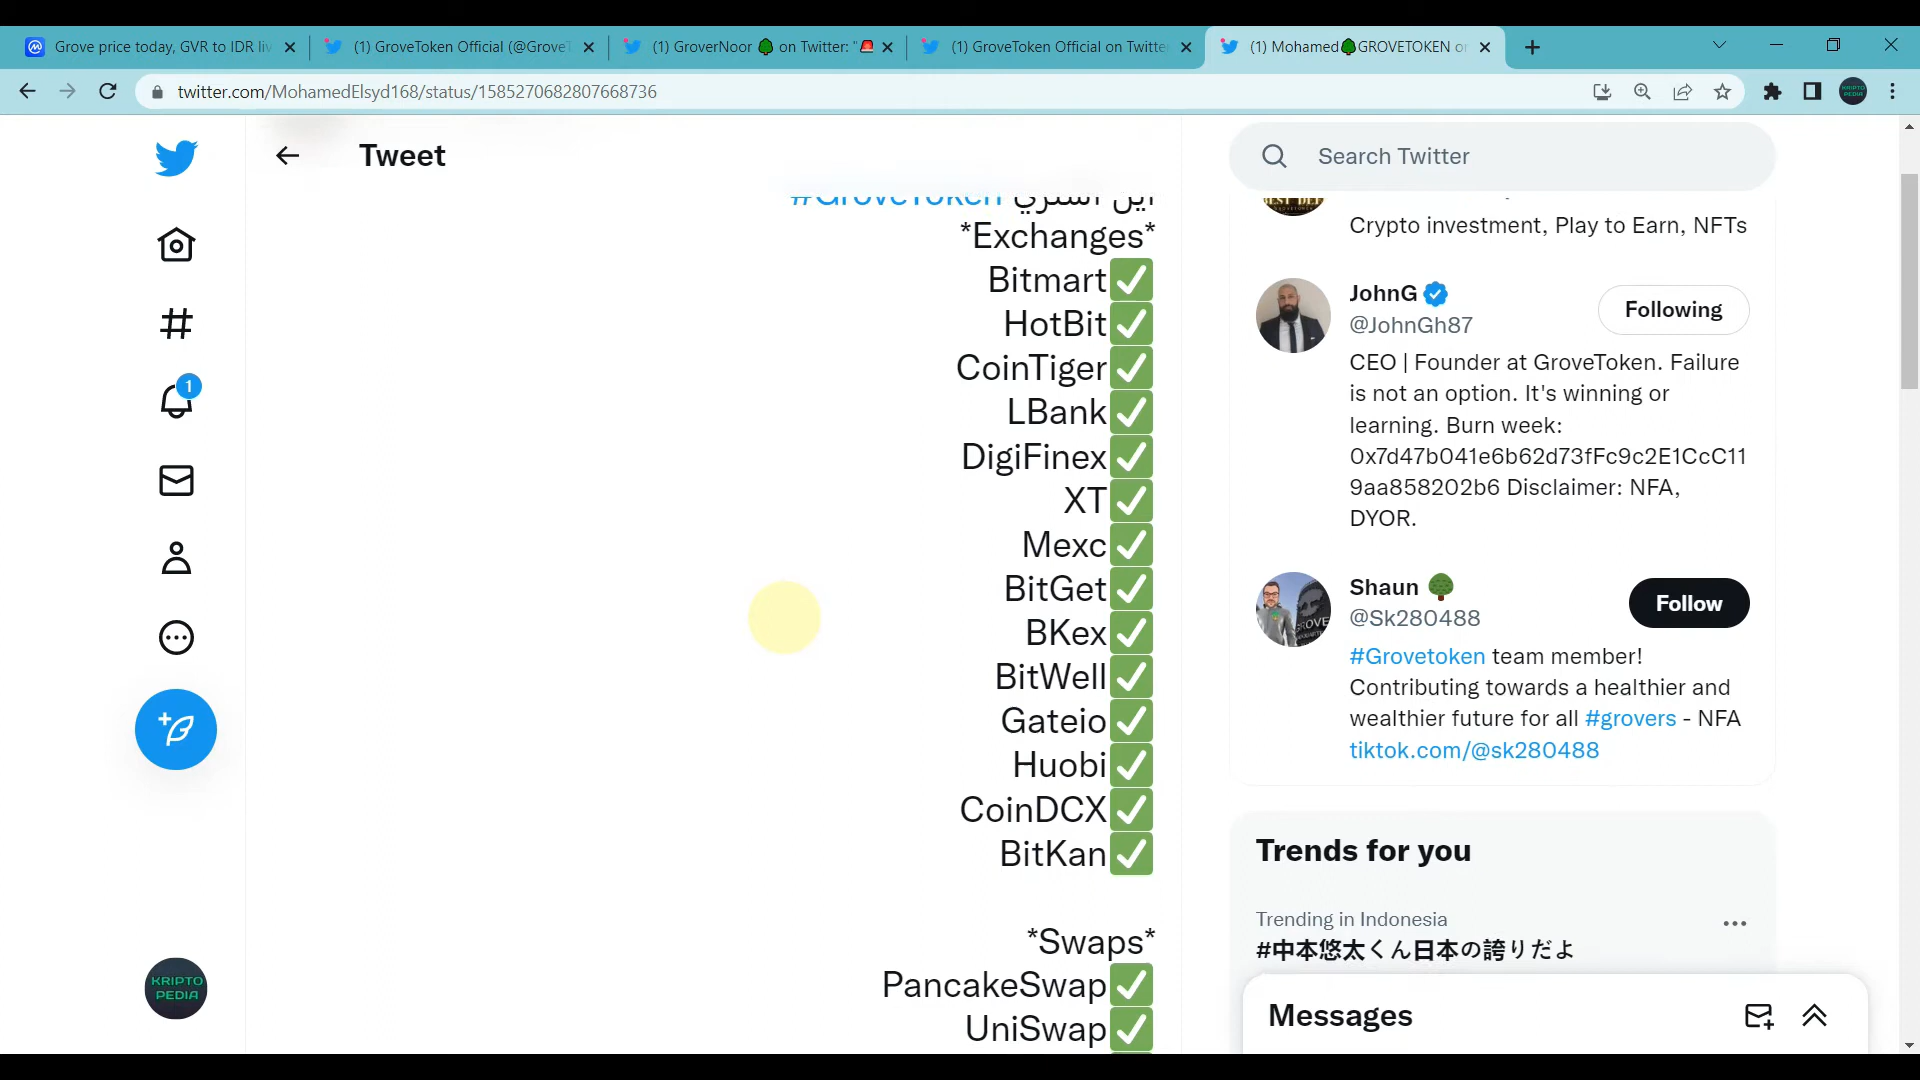 Grove price today, GVR to IDR liv
(1) GroveToken Official (@GroveT
(1) GroverNoor 🌳 on Twitter: "🚨
(1) GroveToken Official on Twitte
(1) Mohamed🌳GROVETOKEN on
twitter.com/MohamedElsyd168/status/1585270682807668736
Tweet
Search Twitter
1
KRIPTO
PEDIA
اين اشتري #GroveToken
*Exchanges*
Bitmart✅
HotBit✅
CoinTiger✅
LBank✅
DigiFinex✅
XT✅
Mexc✅
BitGet✅
BKex✅
BitWell✅
Gateio✅
Huobi✅
CoinDCX✅
BitKan✅
*Swaps*
PancakeSwap✅
UniSwap✅
Crypto investment, Play to Earn, NFTs
JohnG
@JohnGh87
Following
CEO | Founder at GroveToken. Failure
is not an option. It's winning or
learning. Burn week:
0x7d47b041e6b62d73fFc9c2E1CcC11
9aa858202b6 Disclaimer: NFA,
DYOR.
Shaun 🌳
@Sk280488
Follow
#Grovetoken team member!
Contributing towards a healthier and
wealthier future for all #grovers - NFA
tiktok.com/@sk280488
Trends for you
Trending in Indonesia
#中本悠太くん日本の誇りだよ
Messages